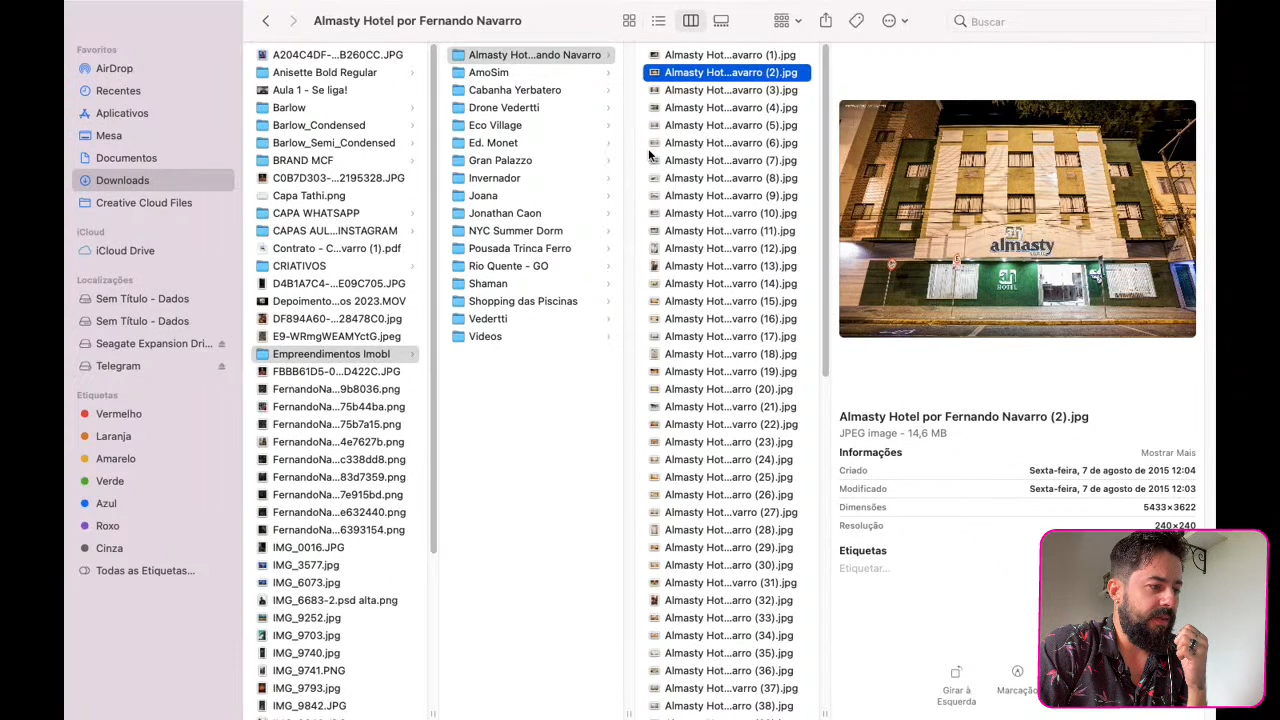 Almasty Hotel por Fernando Navarro
Buscar
Favoritos
AirDrop
Recentes
Aplicativos
Mesa
Documentos
Downloads
Creative Cloud Files
iCloud
iCloud Drive
Localizações
Sem Título - Dados
Sem Título - Dados
Seagate Expansion Dri...
Telegram
Etiquetas
Vermelho
Laranja
Amarelo
Verde
Azul
Roxo
Cinza
Todas as Etiquetas...
A204C4DF-...B260CC.JPG
Anisette Bold Regular
Aula 1 - Se liga!
Barlow
Barlow_Condensed
Barlow_Semi_Condensed
BRAND MCF
C0B7D303-...2195328.JPG
Capa Tathi.png
CAPA WHATSAPP
CAPAS AUL...INSTAGRAM
Contrato - C...varro (1).pdf
CRIATIVOS
D4B1A7C4-...E09C705.JPG
Depoimento...os 2023.MOV
DF894A60-...28478C0.jpg
E9-WRmgWEAMYctG.jpeg
Empreendimentos Imobl
FBBB61D5-0...D422C.JPG
FernandoNa...9b8036.png
FernandoNa...75b44ba.png
FernandoNa...75b7a15.png
FernandoNa...4e7627b.png
FernandoNa...c338dd8.png
FernandoNa...83d7359.png
FernandoNa...7e915bd.png
FernandoNa...e632440.png
FernandoNa...6393154.png
IMG_0016.JPG
IMG_3577.jpg
IMG_6073.jpg
IMG_6683-2.psd alta.png
IMG_9252.jpg
IMG_9703.jpg
IMG_9740.jpg
IMG_9741.PNG
IMG_9793.jpg
IMG_9842.JPG
Almasty Hot...ando Navarro
AmoSim
Cabanha Yerbatero
Drone Vedertti
Eco Village
Ed. Monet
Gran Palazzo
Invernador
Joana
Jonathan Caon
NYC Summer Dorm
Pousada Trinca Ferro
Rio Quente - GO
Shaman
Shopping das Piscinas
Vedertti
Videos
Almasty Hot...avarro (1).jpg
Almasty Hot...avarro (2).jpg
Almasty Hot...avarro (3).jpg
Almasty Hot...avarro (4).jpg
Almasty Hot...avarro (5).jpg
Almasty Hot...avarro (6).jpg
Almasty Hot...avarro (7).jpg
Almasty Hot...avarro (8).jpg
Almasty Hot...avarro (9).jpg
Almasty Hot...varro (10).jpg
Almasty Hot...avarro (11).jpg
Almasty Hot...varro (12).jpg
Almasty Hot...varro (13).jpg
Almasty Hot...varro (14).jpg
Almasty Hot...varro (15).jpg
Almasty Hot...varro (16).jpg
Almasty Hot...varro (17).jpg
Almasty Hot...varro (18).jpg
Almasty Hot...varro (19).jpg
Almasty Hot...arro (20).jpg
Almasty Hot...varro (21).jpg
Almasty Hot...varro (22).jpg
Almasty Hot...arro (23).jpg
Almasty Hot...arro (24).jpg
Almasty Hot...arro (25).jpg
Almasty Hot...arro (26).jpg
Almasty Hot...varro (27).jpg
Almasty Hot...arro (28).jpg
Almasty Hot...arro (29).jpg
Almasty Hot...arro (30).jpg
Almasty Hot...varro (31).jpg
Almasty Hot...arro (32).jpg
Almasty Hot...arro (33).jpg
Almasty Hot...arro (34).jpg
Almasty Hot...arro (35).jpg
Almasty Hot...arro (36).jpg
Almasty Hot...varro (37).jpg
Almasty Hot...arro (38).jpg
almasty
ah
HOTEL
Almasty Hotel por Fernando Navarro (2).jpg
JPEG image - 14,6 MB
Informações
Mostrar Mais
Criado
Sexta-feira, 7 de agosto de 2015 12:04
Modificado
Sexta-feira, 7 de agosto de 2015 12:03
Dimensões
5433×3622
Resolução
240×240
Etiquetas
Etiquetar...
Girar à
Esquerda
Marcação